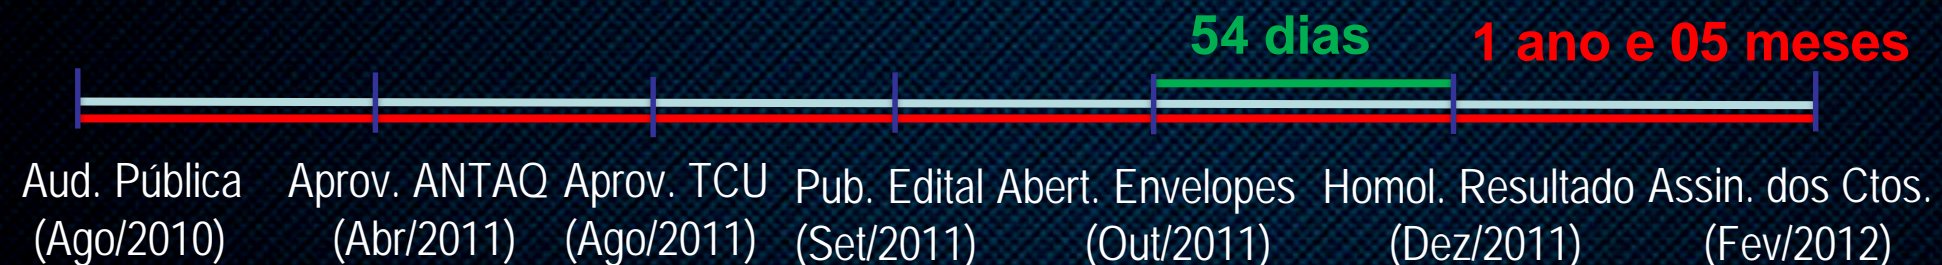 54 dias
1 ano e 05 meses
Aud. Pública
(Ago/2010)
Aprov. ANTAQ
(Abr/2011)
Aprov. TCU
(Ago/2011)
Pub. Edital
(Set/2011)
Abert. Envelopes
(Out/2011)
Homol. Resultado
(Dez/2011)
Assin. dos Ctos.
(Fev/2012)